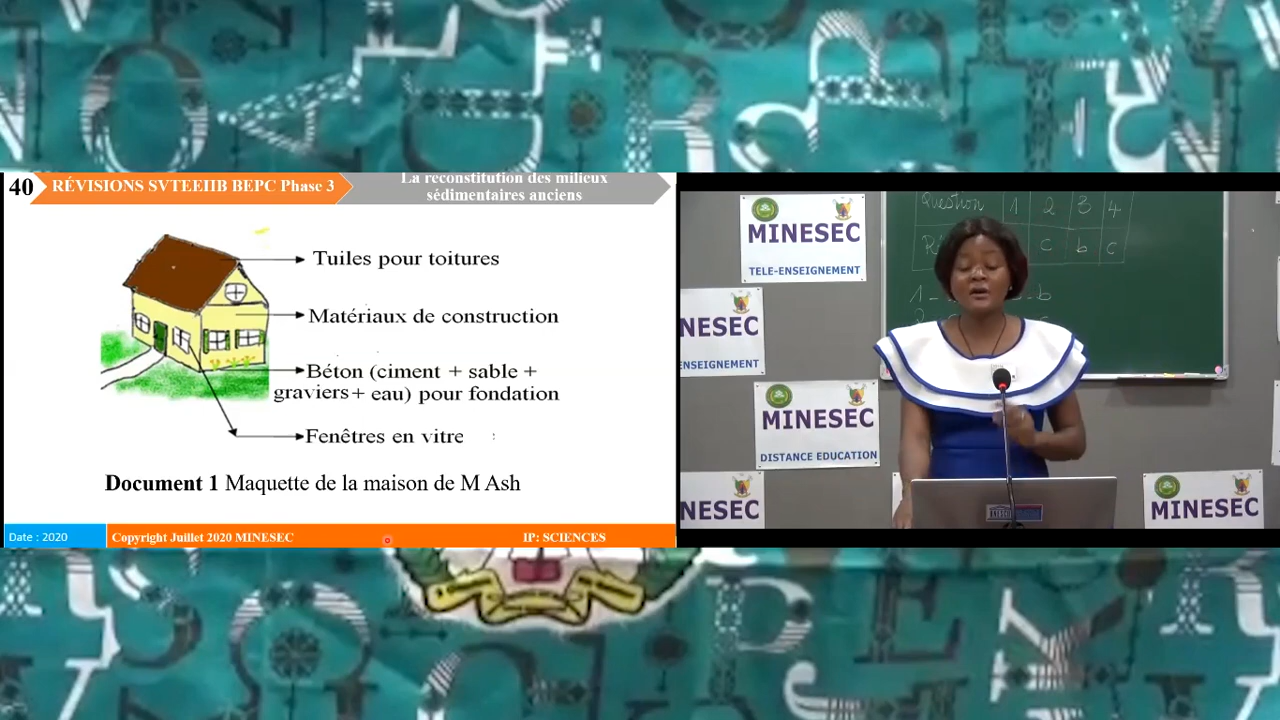 40
RÉVISIONS SVTEEHB BEPC Phase 3
La reconstitution des milieux
sédimentaires anciens
Tuiles pour toitures
Matériaux de construction
Béton (ciment + sable +
graviers+ eau) pour fondation
Fenêtres en vitre
Document 1 Maquette de la maison de M Ash
Date : 2020
Copyright Juillet 2020 MINESEC
IP: SCIENCES
MINESEC
TELE-ENSEIGNEMENT
NESEC
ENSEIGNEMENT
MINESEC
DISTANCE EDUCATION
NESEC
MINESEC
Question 1 2 3 4
c b c
1 - b